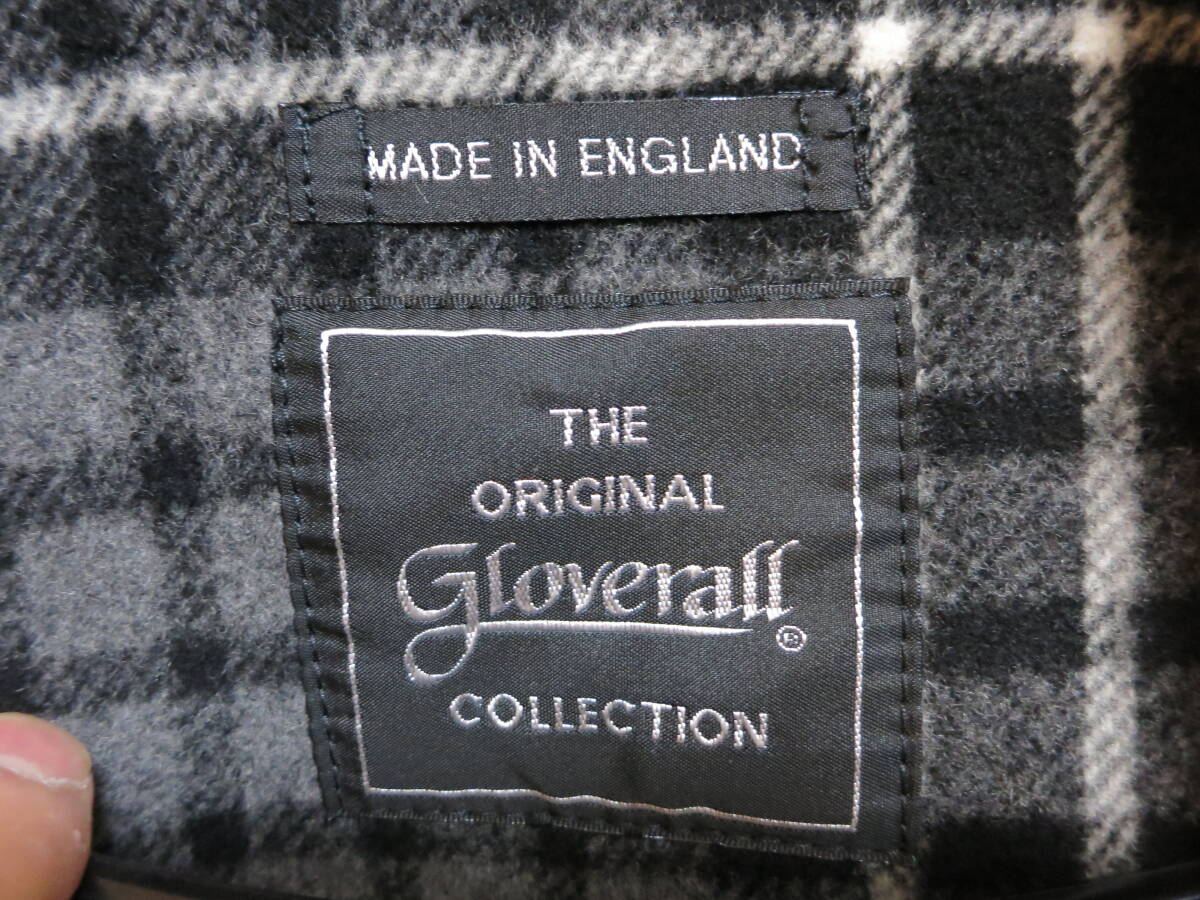 MADE IN ENGLAND
THE
ORIGINAL
Gloverall®
COLLECTION